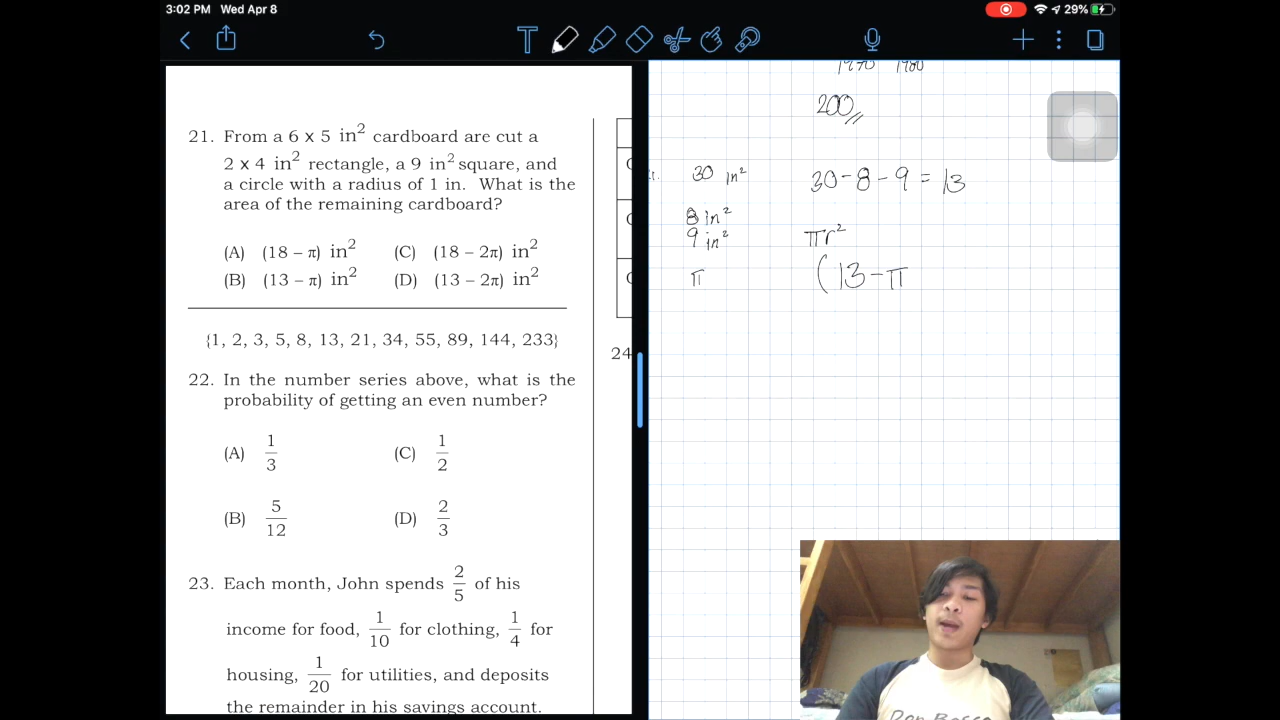 3:02 PM Wed Apr 8
29%
T
21. From a 6 x 5 in² cardboard are cut a
2 x 4 in² rectangle, a 9 in² square, and
a circle with a radius of 1 in. What is the
area of the remaining cardboard?
(A) (18 – π) in² (C) (18 – 2π) in²
(B) (13 – π) in² (D) (13 – 2π) in²
{1, 2, 3, 5, 8, 13, 21, 34, 55, 89, 144, 233}
22. In the number series above, what is the
probability of getting an even number?
(A) 1/3 (C) 1/2
(B) 5/12 (D) 2/3
23. Each month, John spends 2/5 of his
income for food, 1/10 for clothing, 1/4 for
housing, 1/20 for utilities, and deposits
the remainder in his savings account.
24
1970 1980
200
30 in² 30 - 8 - 9 = 13
8 in²
9 in² πr²
π (13 - π
Don Bosco